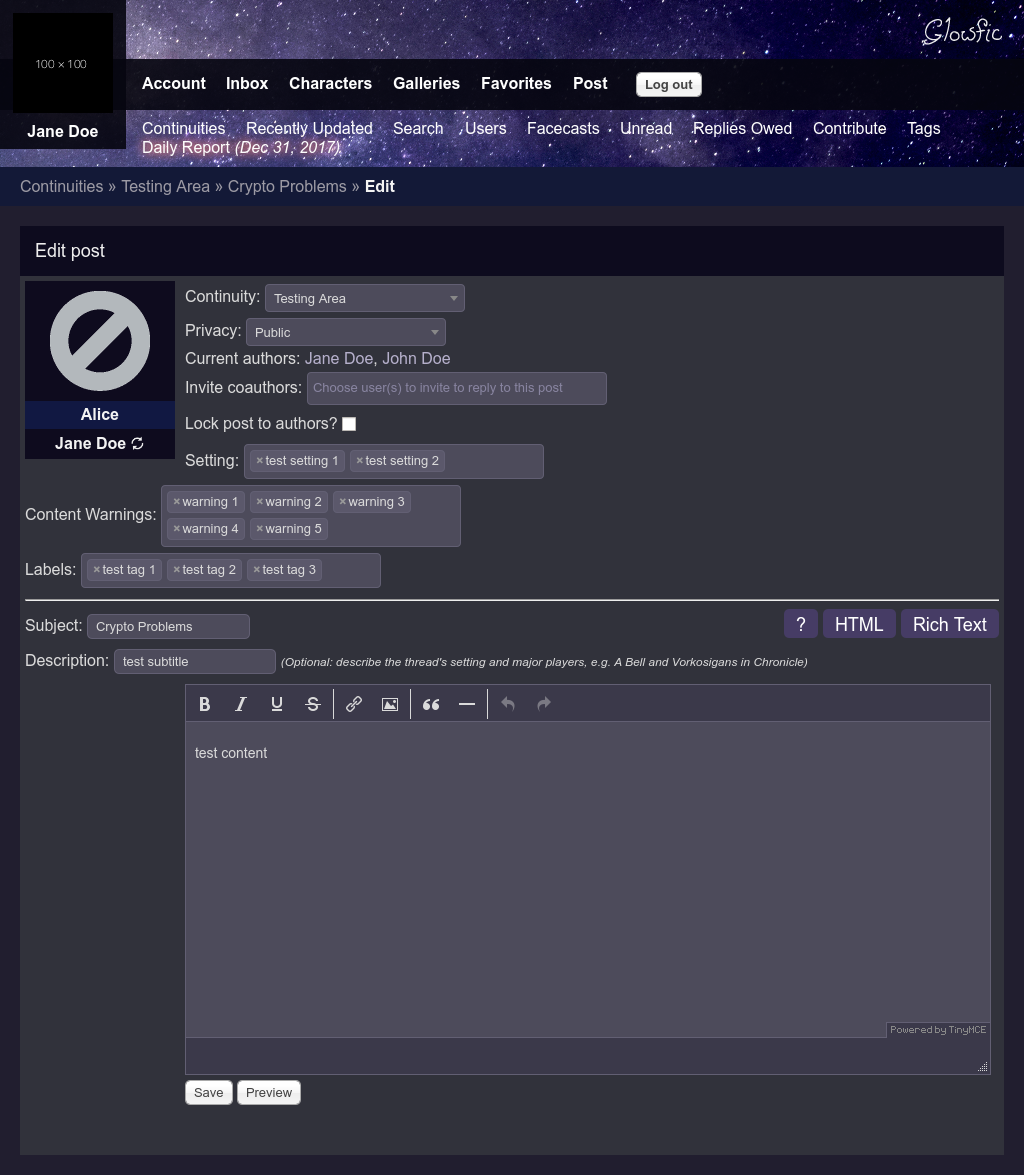 100 × 100
Glowfic
Account Inbox Characters Galleries Favorites Post Log out
Jane Doe
Continuities Recently Updated Search Users Facecasts Unread Replies Owed Contribute Tags
Daily Report (Dec 31, 2017)
Continuities » Testing Area » Crypto Problems » Edit
Edit post
Alice
Jane Doe
Continuity: Testing Area
Privacy: Public
Current authors: Jane Doe, John Doe
Invite coauthors: Choose user(s) to invite to reply to this post
Lock post to authors?
Setting: ×test setting 1 ×test setting 2
Content Warnings: ×warning 1 ×warning 2 ×warning 3
×warning 4 ×warning 5
Labels: ×test tag 1 ×test tag 2 ×test tag 3
Subject: Crypto Problems ? HTML Rich Text
Description: test subtitle (Optional: describe the thread's setting and major players, e.g. A Bell and Vorkosigans in Chronicle)
B I U S
test content
Powered by TinyMCE
Save Preview